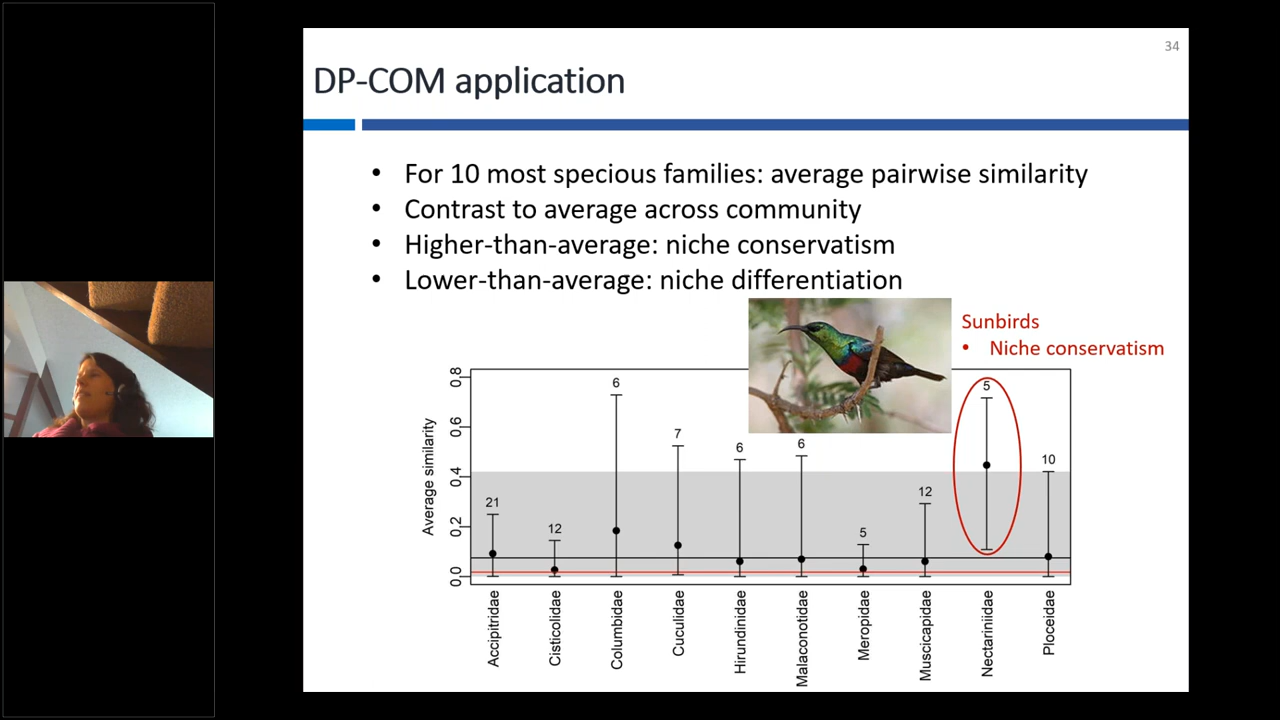 34
DP-COM application
• For 10 most specious families: average pairwise similarity
• Contrast to average across community
• Higher-than-average: niche conservatism
• Lower-than-average: niche differentiation
Sunbirds
• Niche conservatism
Average similarity
0.8
0.6
0.4
0.2
0.0
21
12
6
7
6
6
5
12
5
10
Accipitridae
Cisticolidae
Columbidae
Cuculidae
Hirundinidae
Malaconotidae
Meropidae
Muscicapidae
Nectariniidae
Ploceidae